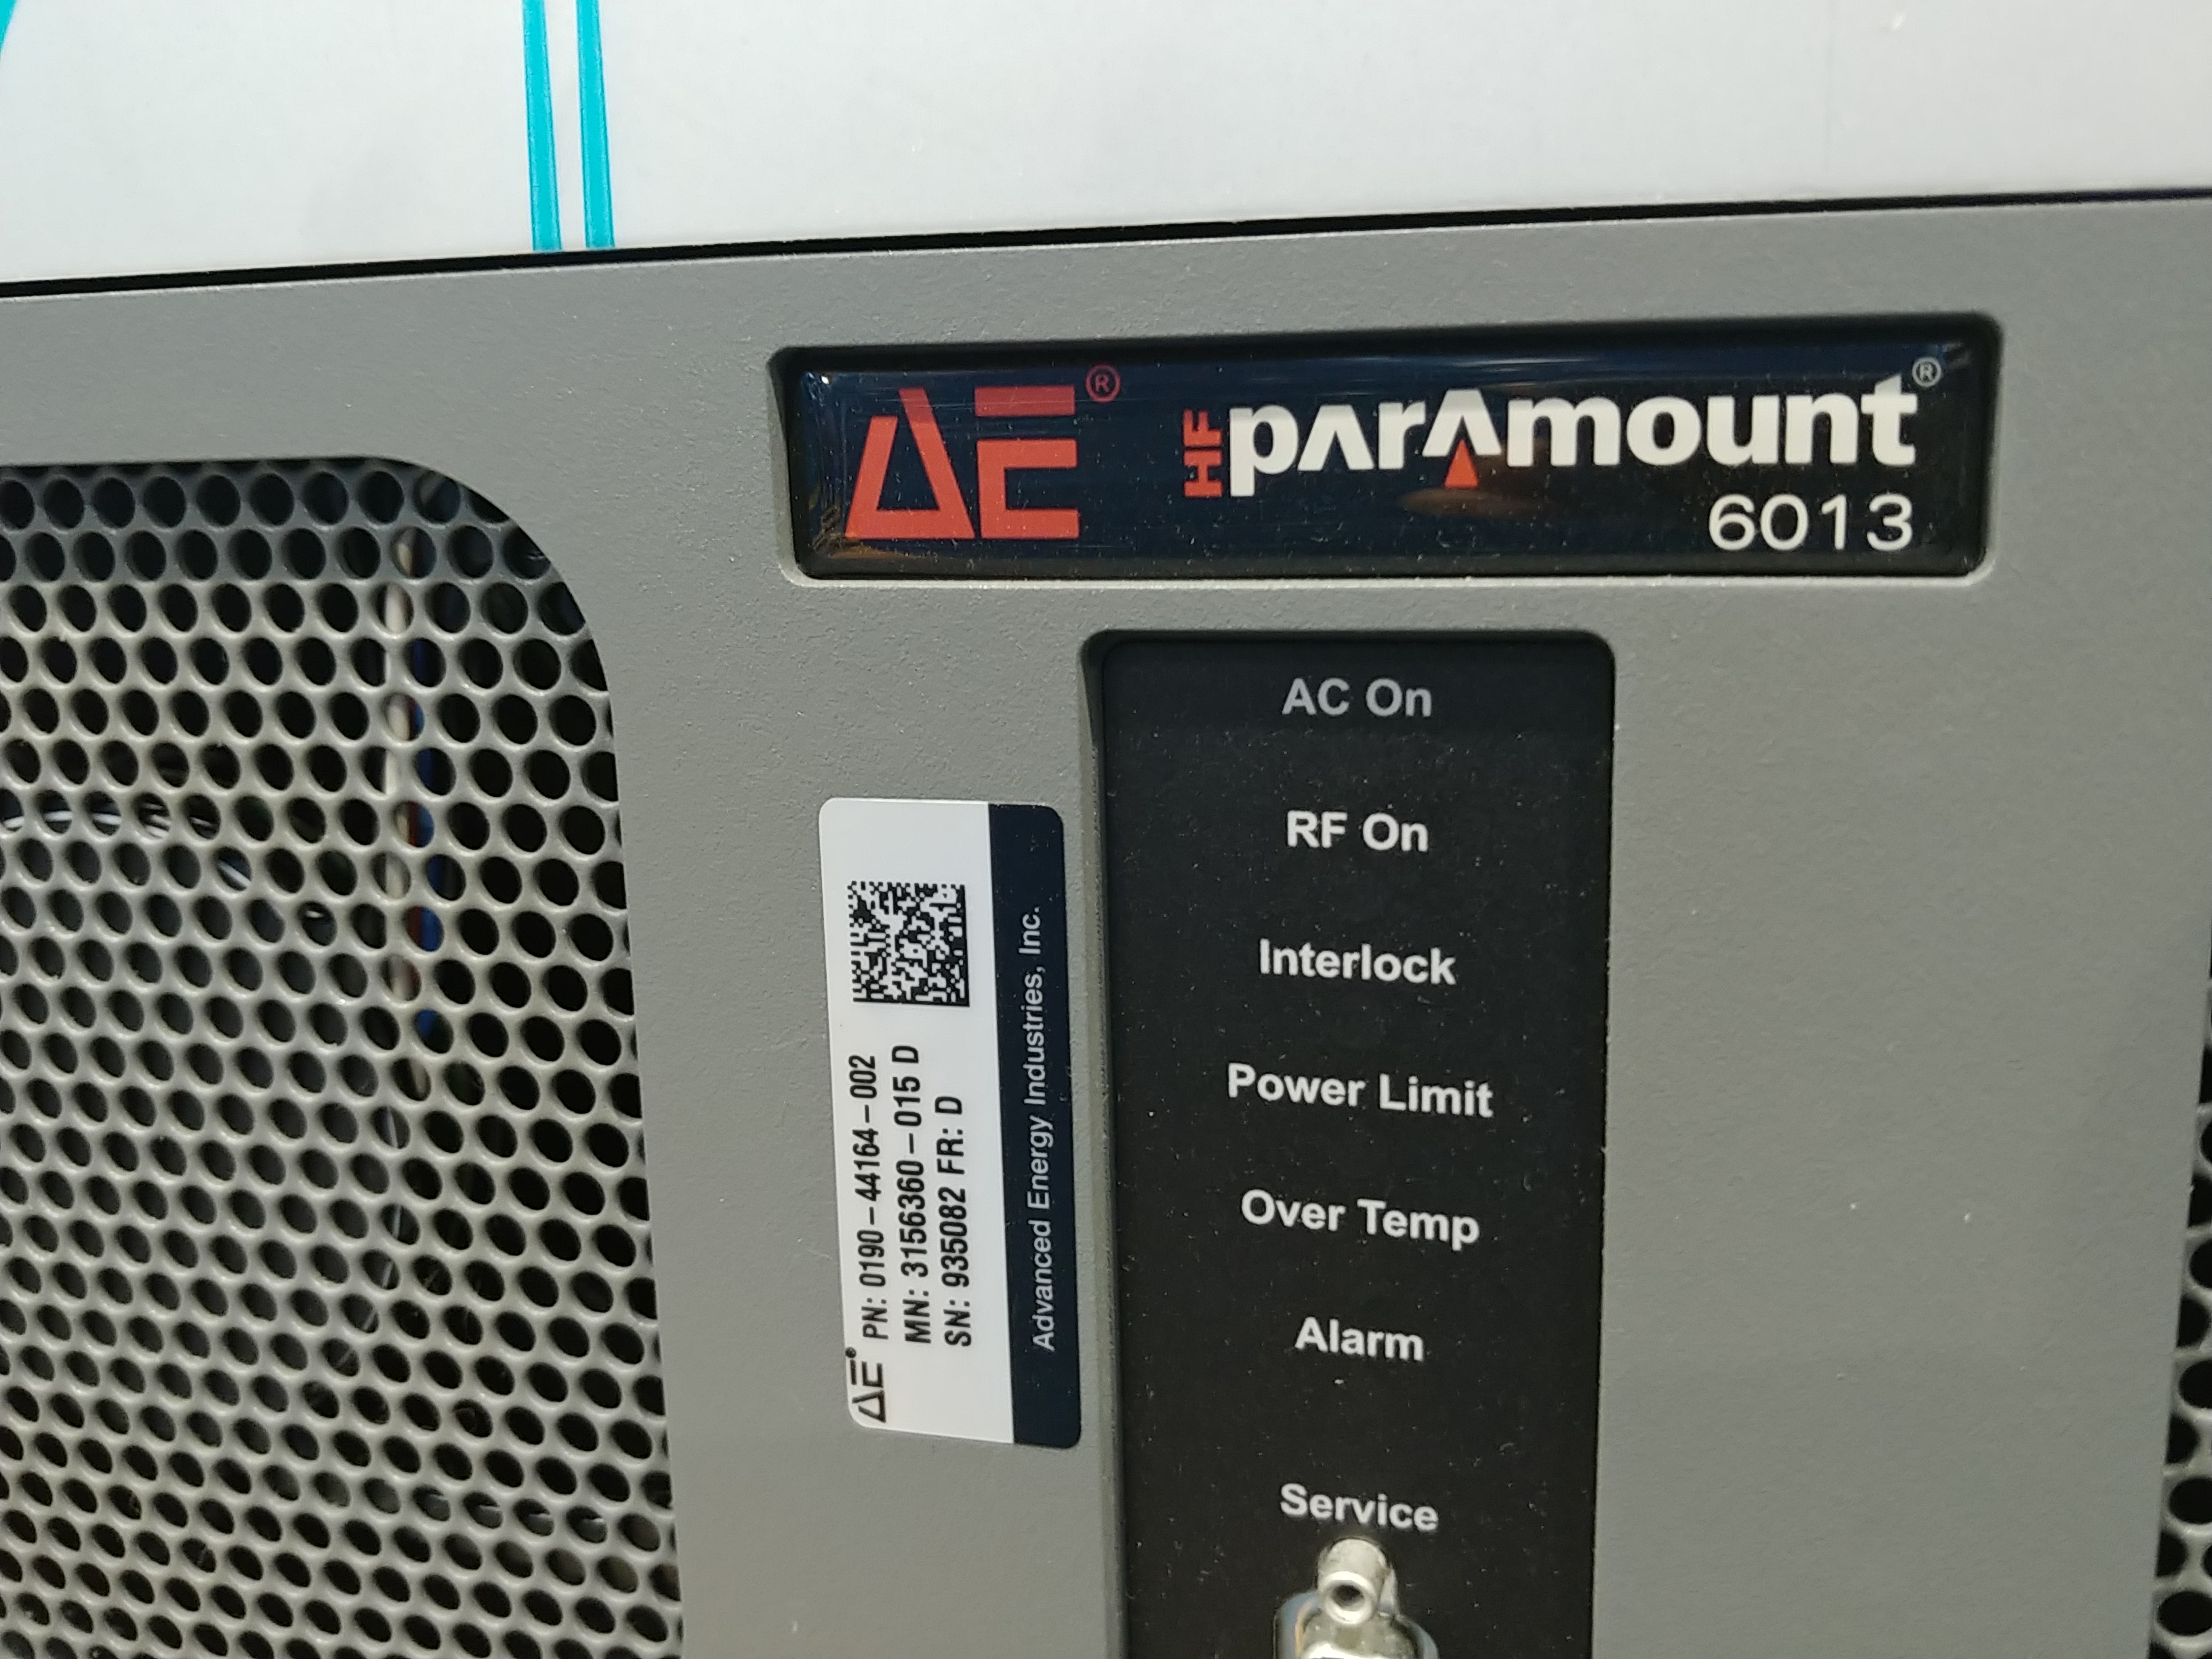 AE®
HF paramount®
6013
AC On
RF On
Interlock
Power Limit
Over Temp
Alarm
Service
AE®
PN: 0190-44164-002
MN: 3156360-015 D
SN: 935082 FR: D
Advanced Energy Industries, Inc.